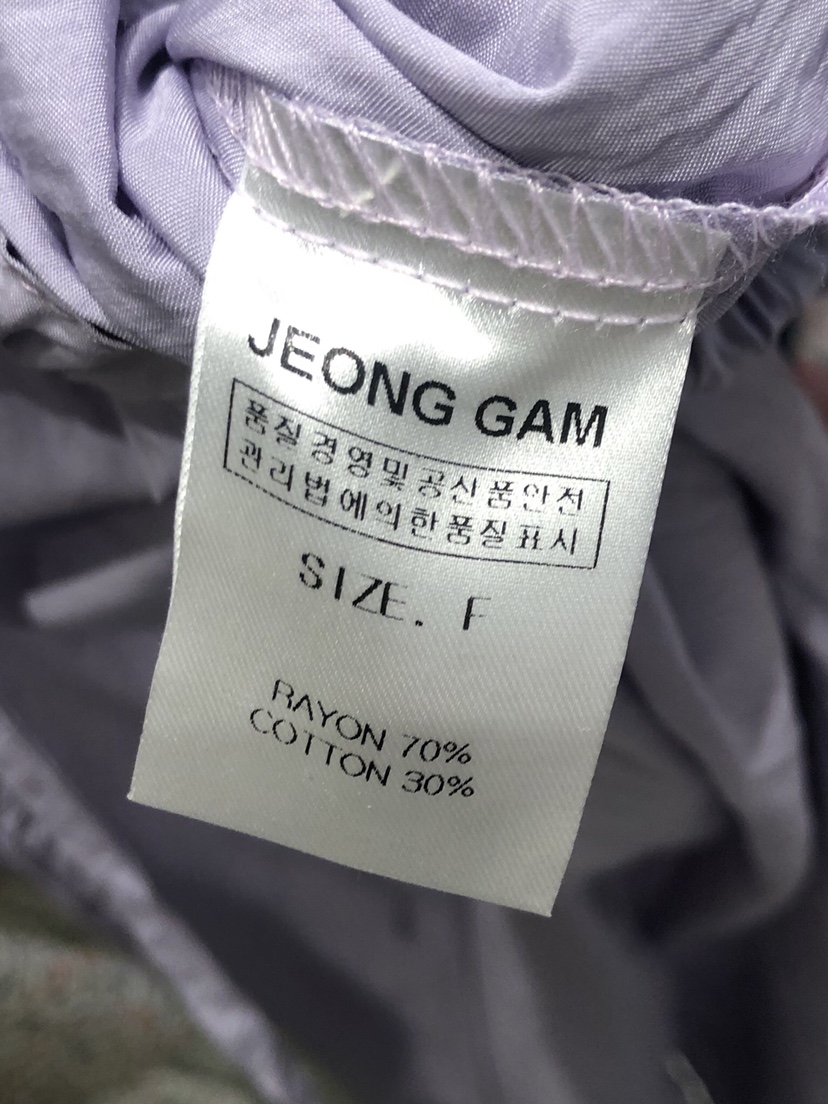 JEONG GAM
품질경영및공산품안전
관리법에의한품질표시
SIZE. F
RAYON 70%
COTTON 30%